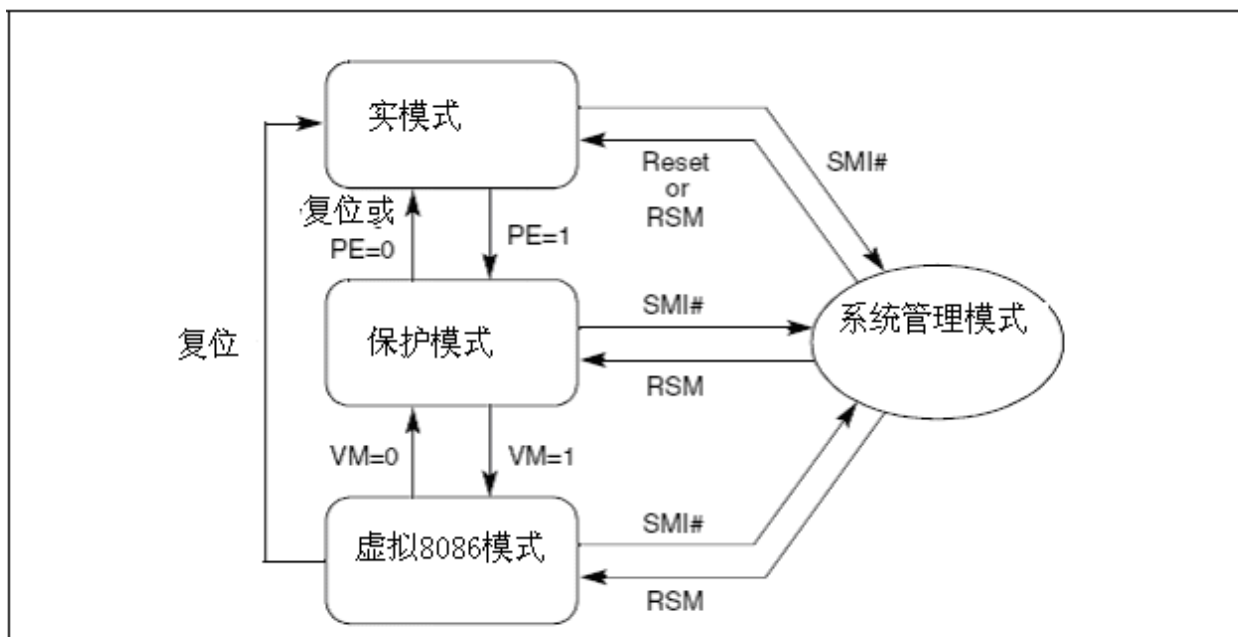 实模式
SMI#
Reset
or
RSM
复位或
PE=0
PE=1
SMI#
系统管理模式
复位
保护模式
RSM
VM=0
VM=1
SMI#
虚拟8086模式
RSM